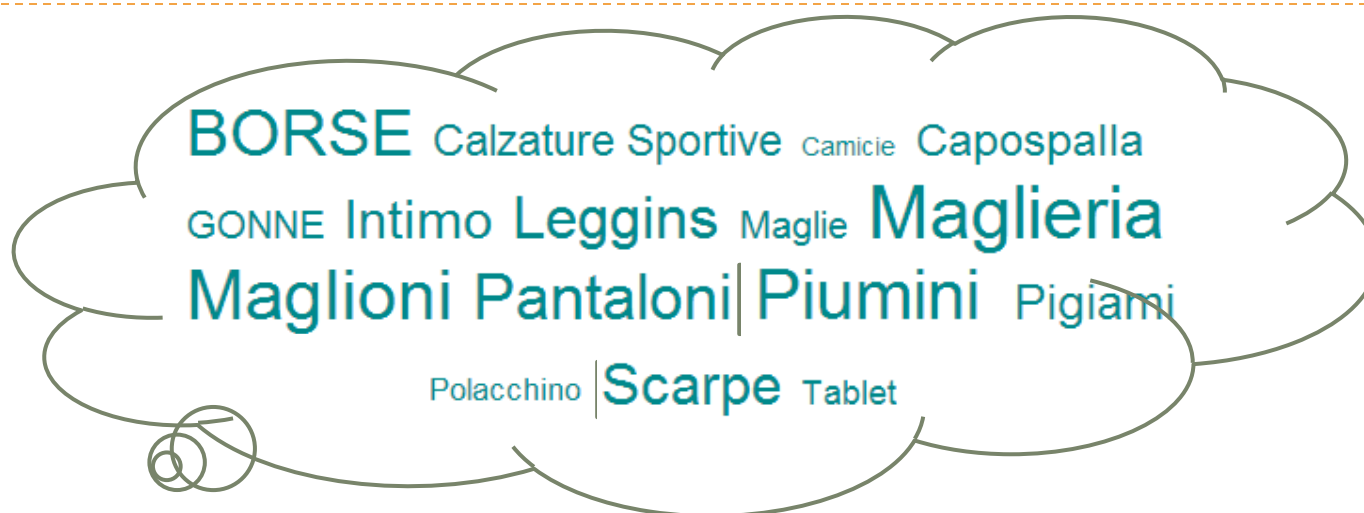 BORSE Calzature Sportive Camicie Capospalla
GONNE Intimo Leggins Maglie Maglieria
Maglioni Pantaloni Piumini Pigiami
Polacchino Scarpe Tablet